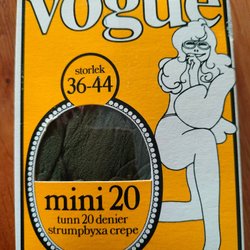 vogue
storlek
36-44
mini 20
tunn 20 denier
strumpbyxa crepe